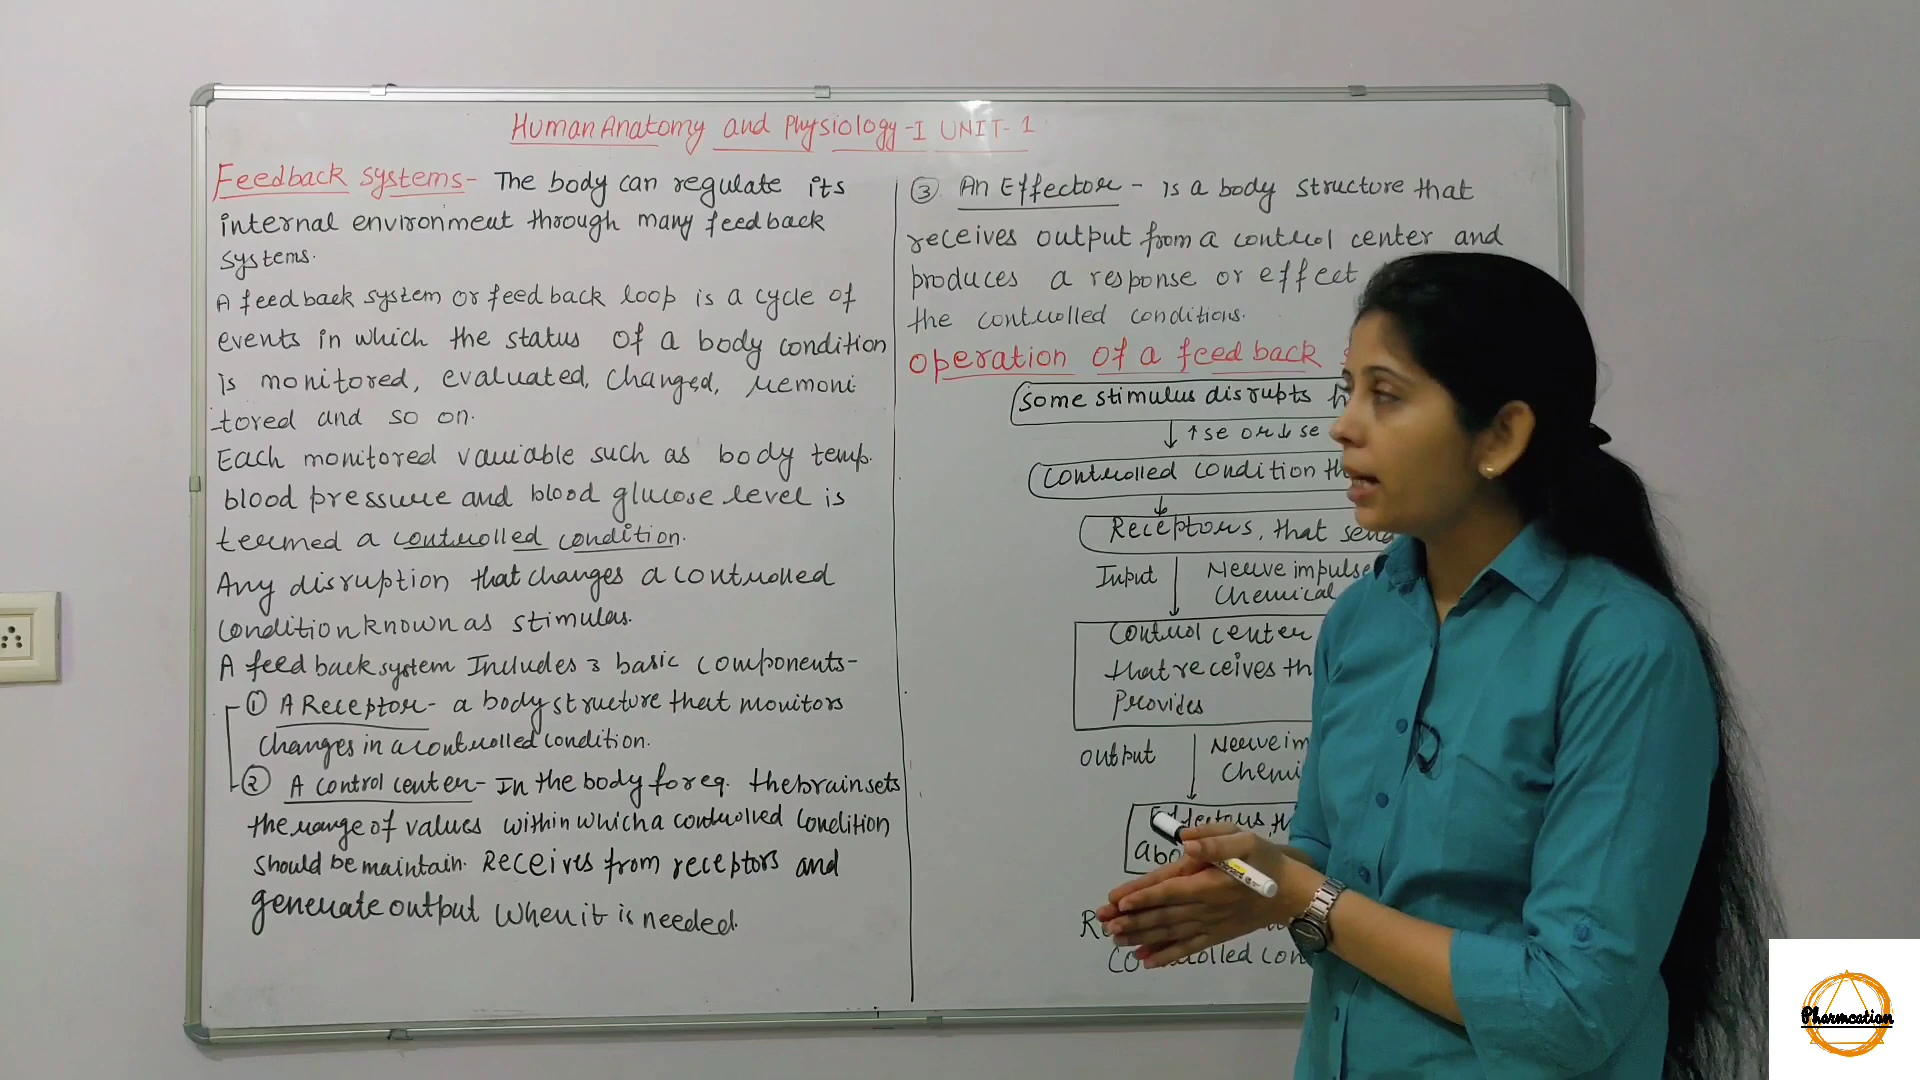 Human Anatomy and Physiology-I UNIT-1
Feedback systems- The body can regulate its
internal environment through many feedback
systems.
A feedback system or feedback loop is a cycle of
events in which the status of a body condition
is monitored, evaluated, changed, remoni
tored and so on.
Each monitored variable such as body temp.
blood pressure and blood glucose level is
termed a controlled condition.
Any disruption that changes a controlled
condition known as stimulus.
A feedback system Includes 3 basic components-
① A Receptor- a body structure that monitors
changes in a controlled condition.
② A control center- In the body for eg. the brain sets
the range of values within which a controlled condition
should be maintain. Receives from receptors and
generate output when it is needed.
③ An Effector - is a body structure that
receives output from a control center and
produces a response or effect
the controlled conditions.
Operation of a feedback
Some stimulus disrupts
↑se or ↓se
Controlled condition
Receptors, that send
Input
Nerve impulse
Chemical
Control center
that receives
Provides
Output
Nerve
Effectors
Controlled
Pharmcation